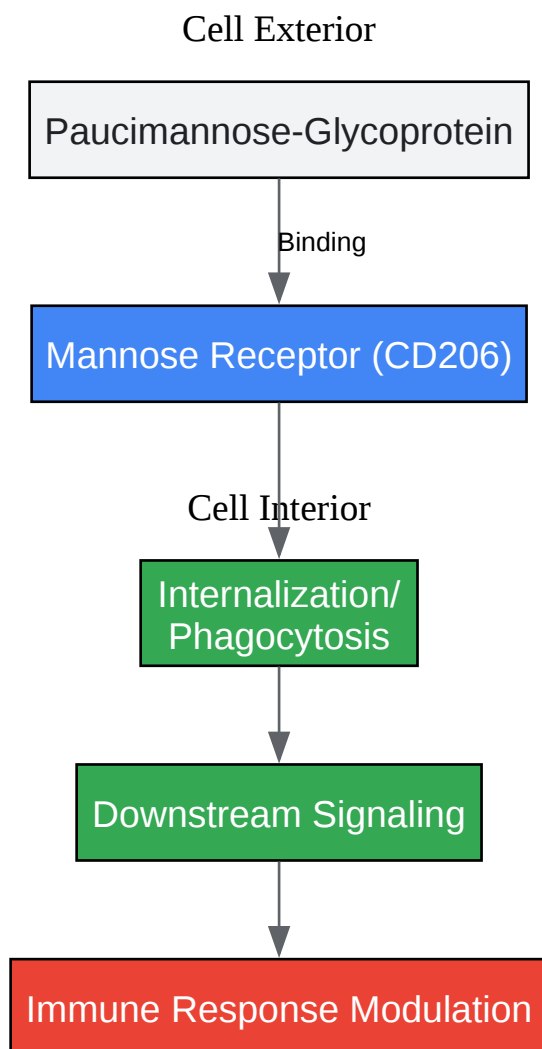 Cell Exterior
Paucimannose-Glycoprotein
Binding
Mannose Receptor (CD206)
Cell Interior
Internalization/
Phagocytosis
Downstream Signaling
Immune Response Modulation